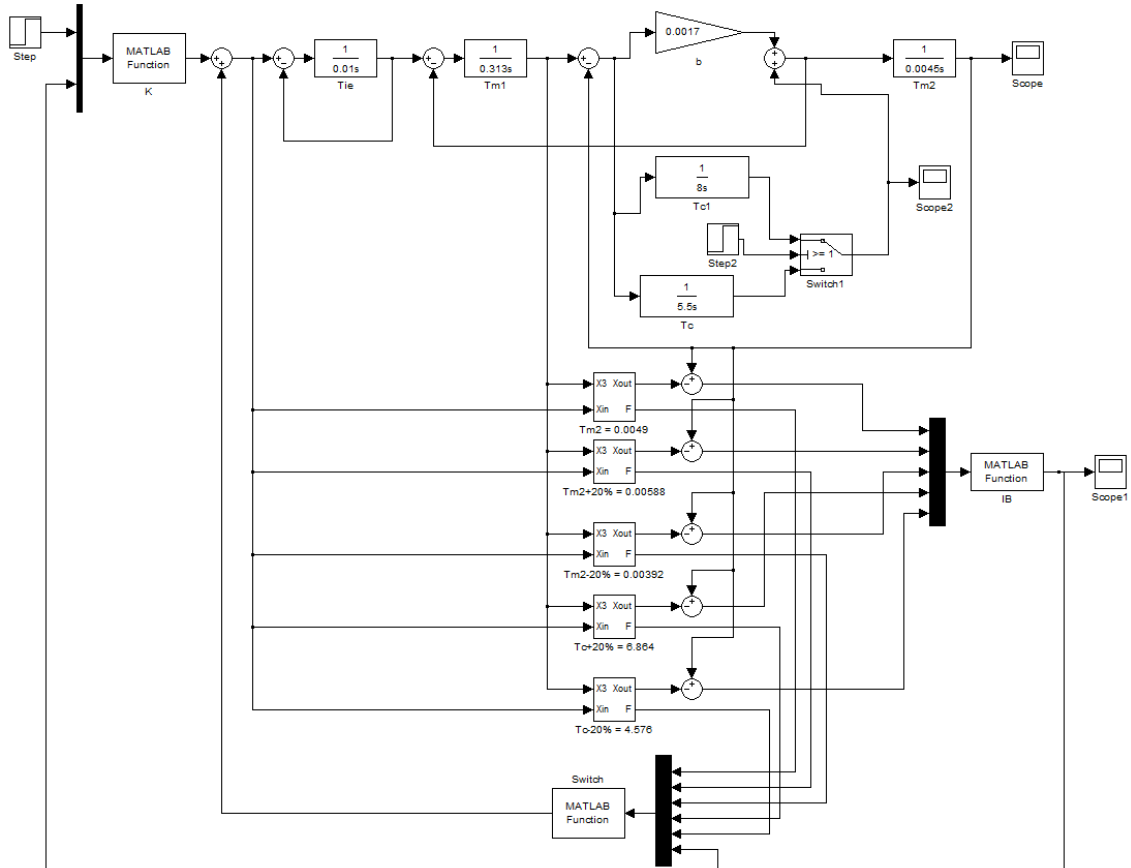 Step
MATLAB
Function
K
1
0.01s
Tie
1
0.313s
Tm1
0.0017
b
1
0.0045s
Tm2
Scope
1
8s
Tc1
Scope2
Step2
>= 1
Switch1
1
5.5s
Tc
X3 Xout
Xin F
Tm2 = 0.0049
X3 Xout
Xin F
Tm2+20% = 0.00588
MATLAB
Function
IB
Scope1
X3 Xout
Xin F
Tm2-20% = 0.00392
X3 Xout
Xin F
Tc+20% = 6.864
X3 Xout
Xin F
Tc-20% = 4.576
Switch
MATLAB
Function